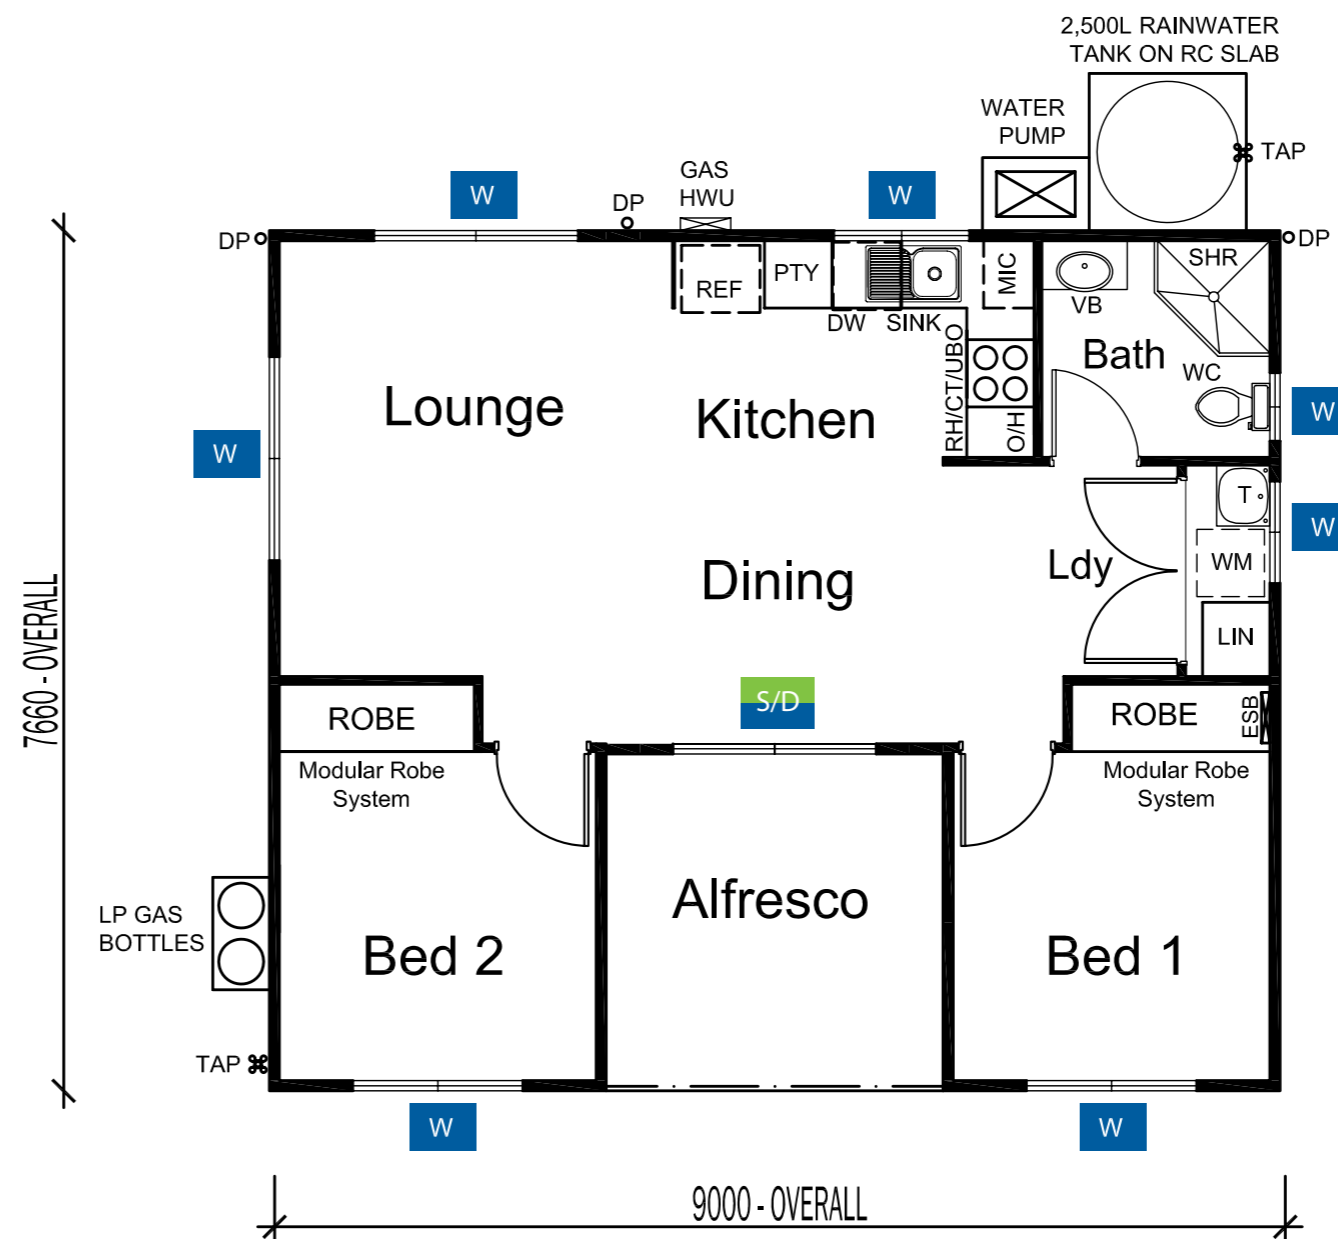 2,500L RAINWATER
TANK ON RC SLAB
WATER
PUMP
TAP
GAS
HWU
W
W
DP
DP
DP
REF
PTY
DW
SINK
MIC
VB
SHR
Bath
WC
W
Lounge
Kitchen
RH/CT/UBO
O/H
W
T
W
WM
Ldy
LIN
Dining
7660 - OVERALL
S/D
ROBE
Modular Robe
System
ROBE
ESB
Modular Robe
System
Alfresco
LP GAS
BOTTLES
Bed 2
Bed 1
TAP
W
W
9000 - OVERALL